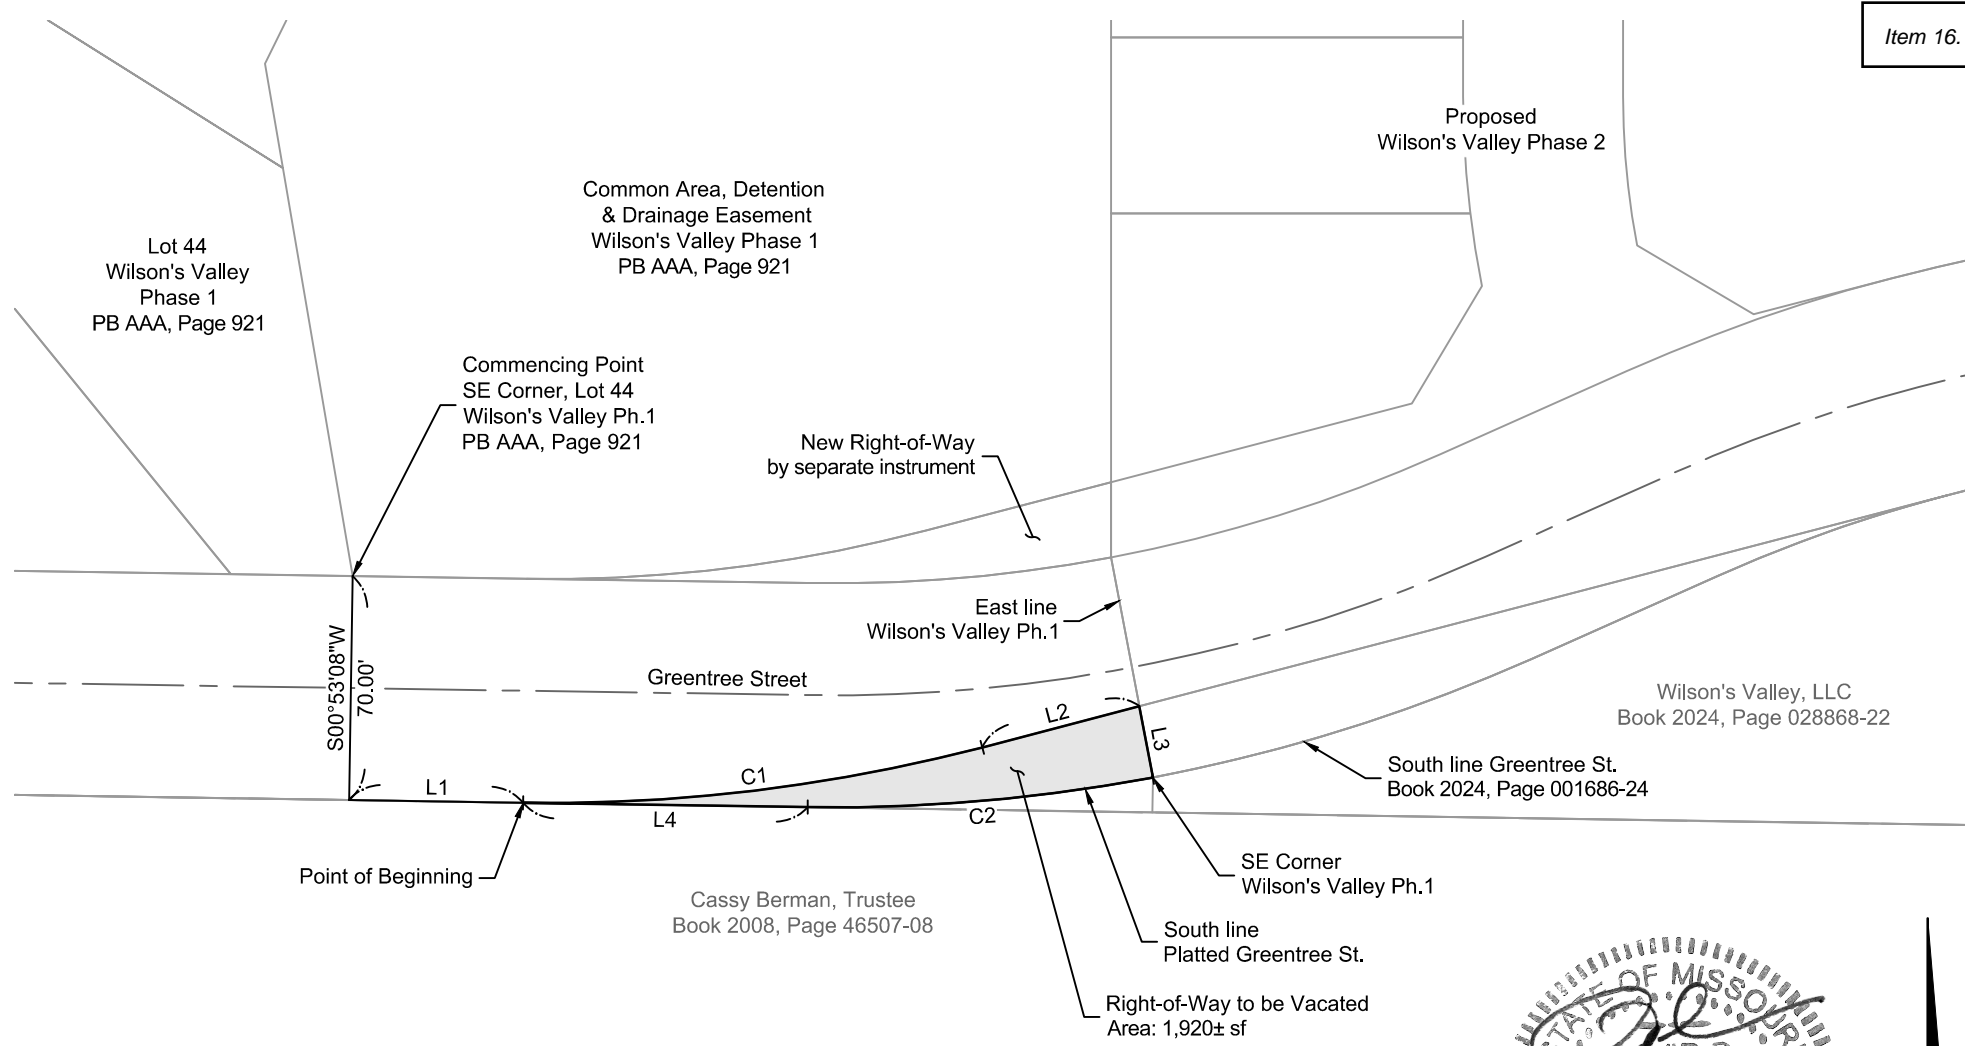 Item 16.
Proposed
Wilson's Valley Phase 2
Common Area, Detention
& Drainage Easement
Wilson's Valley Phase 1
PB AAA, Page 921
Lot 44
Wilson's Valley
Phase 1
PB AAA, Page 921
Commencing Point
SE Corner, Lot 44
Wilson's Valley Ph.1
PB AAA, Page 921
New Right-of-Way
by separate instrument
East line
Wilson's Valley Ph.1
S00°53'08"W
70.00'
Greentree Street
Wilson's Valley, LLC
Book 2024, Page 028868-22
L2
L3
South line Greentree St.
Book 2024, Page 001686-24
C1
L1
L4
C2
Point of Beginning
SE Corner
Wilson's Valley Ph.1
Cassy Berman, Trustee
Book 2008, Page 46507-08
South line
Platted Greentree St.
Right-of-Way to be Vacated
Area: 1,920± sf
STATE OF MISSOURI